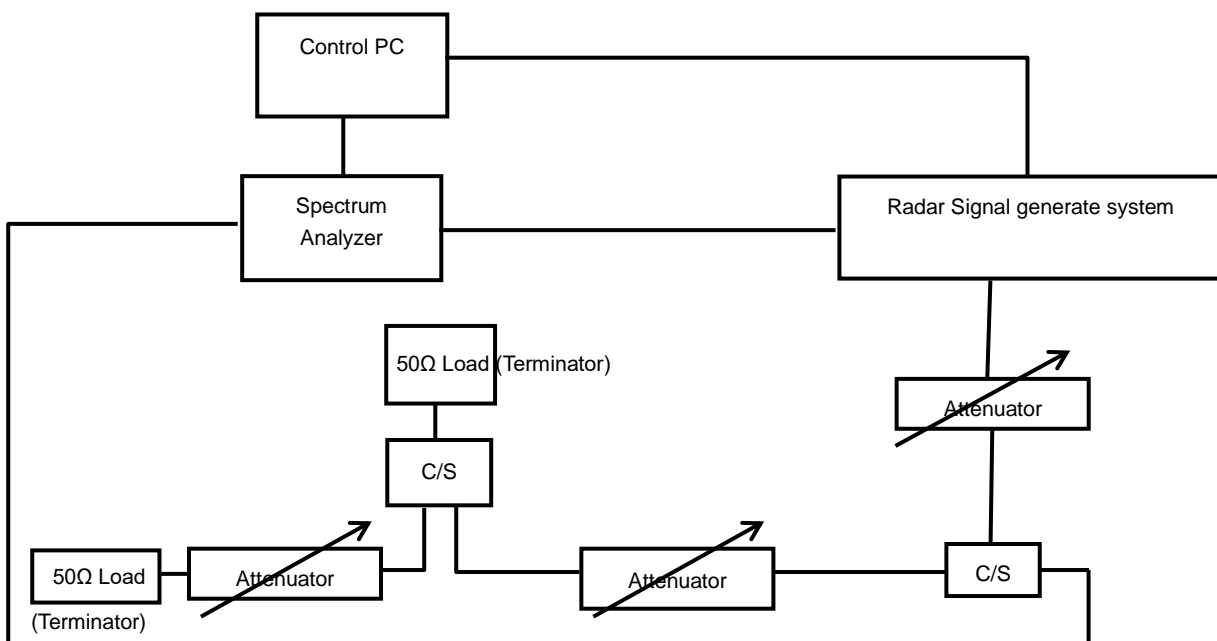 Control PC
Spectrum
Analyzer
Radar Signal generate system
50Ω Load (Terminator)
Attenuator
C/S
50Ω Load
(Terminator)
Attenuator
Attenuator
C/S